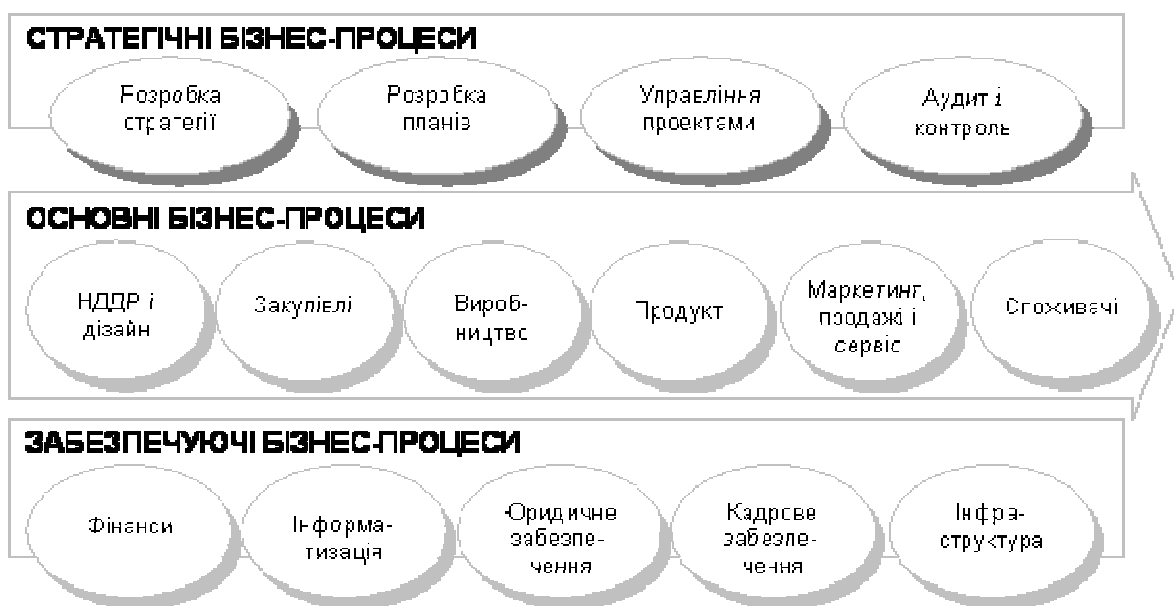 СТРАТЕГІЧНІ БІЗНЕС-ПРОЦЕСИ
Розробка
стратегії
Розробка
планів
Управління
проектами
Аудит і
контроль
ОСНОВНІ БІЗНЕС-ПРОЦЕСИ
НДДР і
дізайн
Закупівлі
Вироб-
ництво
Продукт
Маркетинг,
продажі і
сервіс
Споживачі
ЗАБЕЗПЕЧУЮЧІ БІЗНЕС-ПРОЦЕСИ
Фінанси
Інформа-
тизація
Юридичне
забезпе-
чення
Кадрове
забезпе-
чення
Інфра-
структура